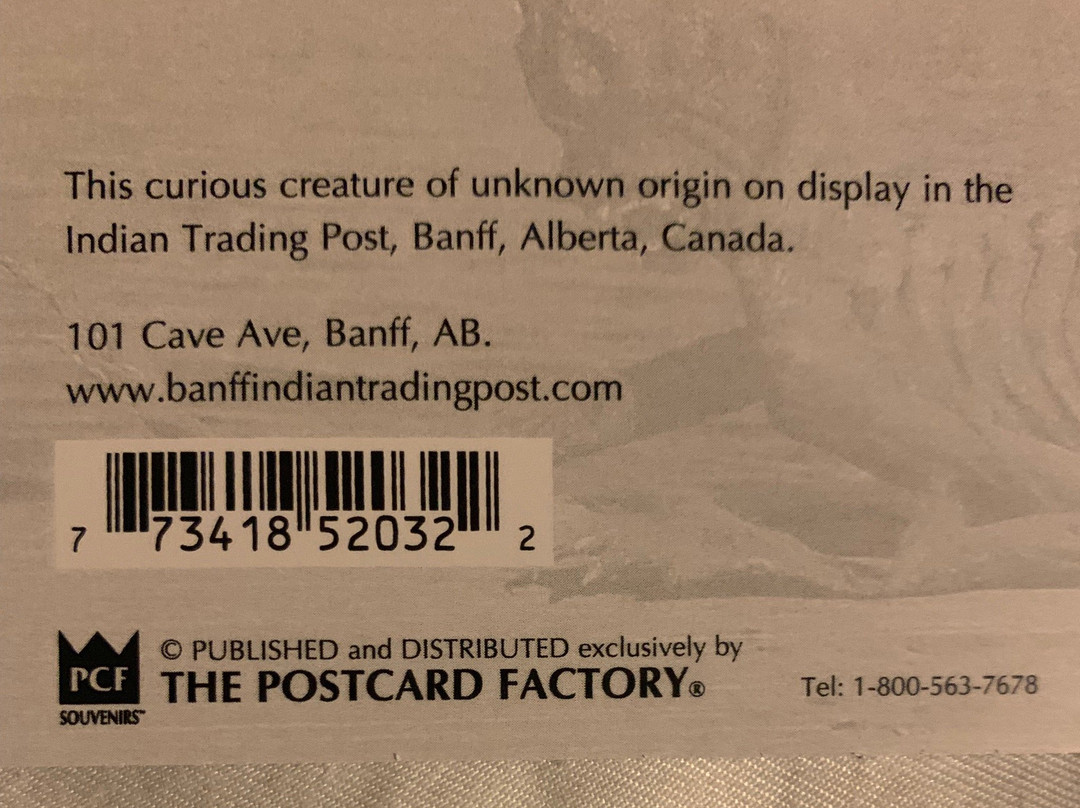 This curious creature of unknown origin on display in the
Indian Trading Post, Banff, Alberta, Canada.
101 Cave Ave, Banff, AB.
www.banffindiantradingpost.com
7 73418 52032 2
PCF
SOUVENIRS™
© PUBLISHED and DISTRIBUTED exclusively by
THE POSTCARD FACTORY®
Tel: 1-800-563-7678